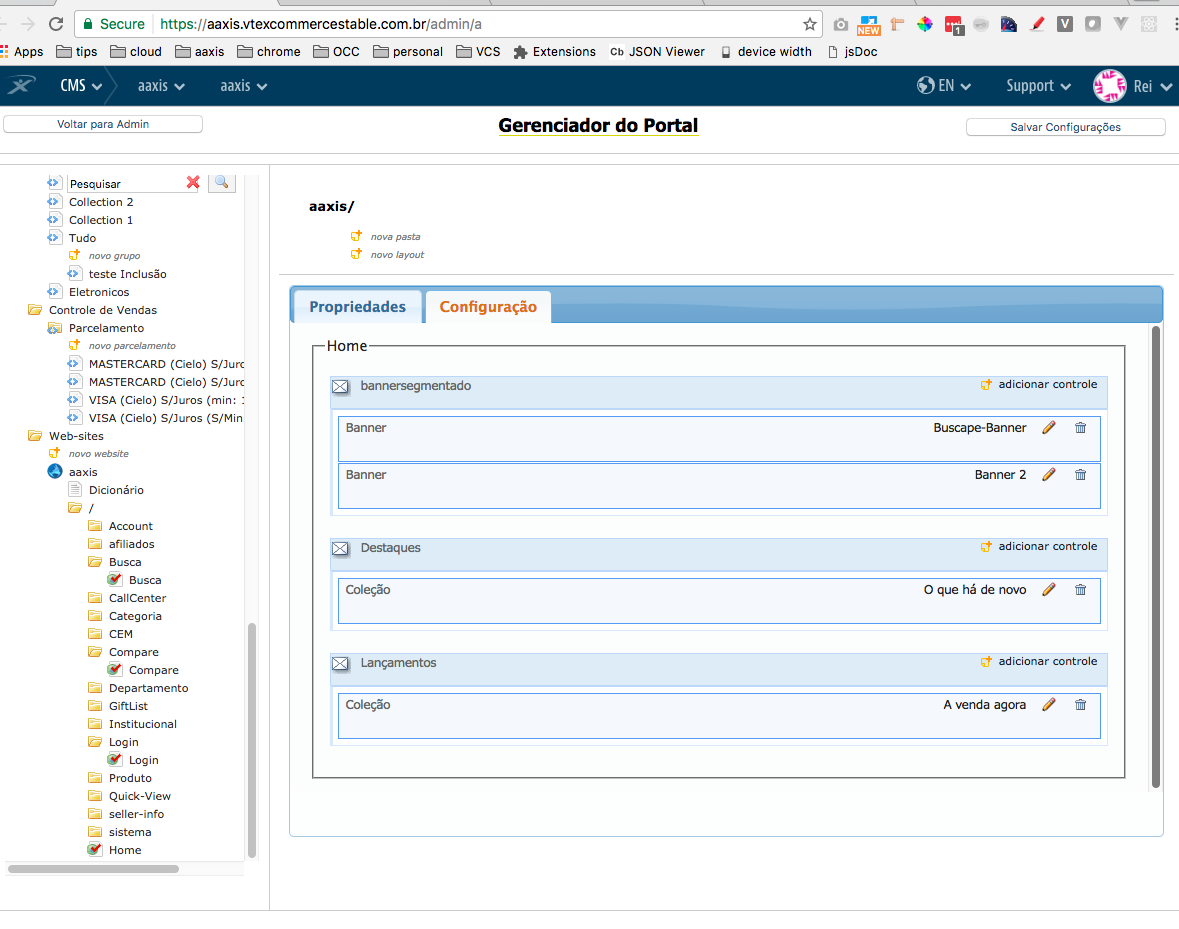 Secure https://aaxis.vtexcommercestable.com.br/admin/a
NEW 1 V
Apps tips cloud aaxis chrome OCC personal VCS Extensions Cb JSON Viewer device width jsDoc
CMS aaxis aaxis EN Support Rei
Voltar para Admin
Gerenciador do Portal
Salvar Configurações
Pesquisar
Collection 2
Collection 1
Tudo
novo grupo
teste Inclusão
Eletronicos
Controle de Vendas
Parcelamento
novo parcelamento
MASTERCARD (Cielo) S/Jurc
MASTERCARD (Cielo) S/Jurc
VISA (Cielo) S/Juros (min: 1
VISA (Cielo) S/Juros (S/Min
Web-sites
novo website
aaxis
Dicionário
/
Account
afiliados
Busca
Busca
CallCenter
Categoria
CEM
Compare
Compare
Departamento
GiftList
Institucional
Login
Login
Produto
Quick-View
seller-info
sistema
Home
aaxis/
nova pasta
novo layout
Propriedades Configuração
Home
bannersegmentado adicionar controle
Banner Buscape-Banner
Banner Banner 2
Destaques adicionar controle
Coleção O que há de novo
Lançamentos adicionar controle
Coleção A venda agora